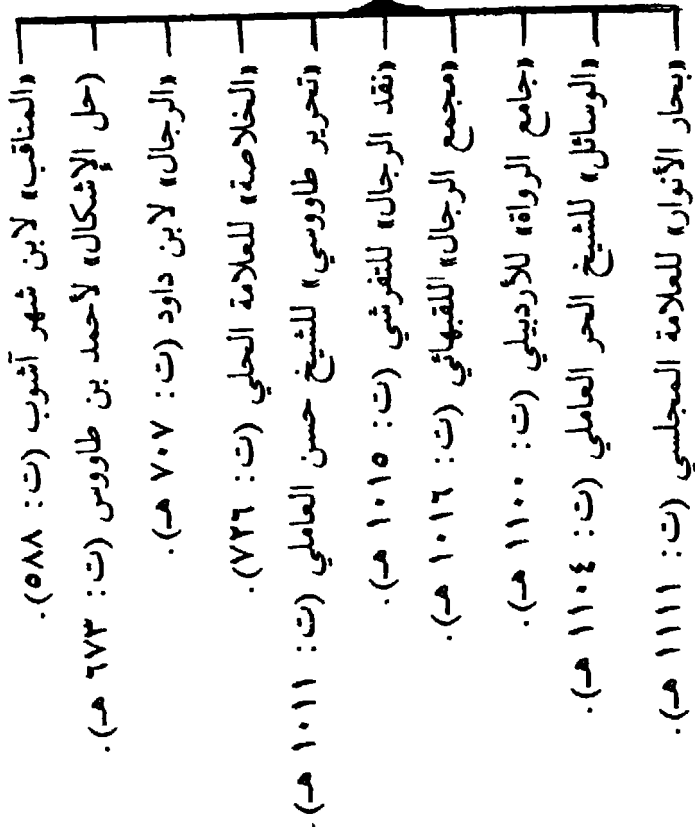 «المناقب» لابن شهر آشوب (ت: ٥٨٨).
(حل الإشكال» لأحمد بن طاووس (ت: ٦٧٣ هـ).
«الرجال» لابن داود (ت: ٧٠٧ هـ).
«الخلاصة» للعلامة الحلي (ت: ٧٢٦).
«تحرير طاووسي» للشيخ حسن العاملي (ت: ١٠١١ هـ).
«نقد الرجال» للتفرشي (ت: ١٠١٥ هـ).
«مجمع الرجال» للقبهائي (ت: ١٠١٦ هـ).
«جامع الرواة» للأردبيلي (ت: ١١٠٠ هـ).
«الوسائل» للشيخ الحر العاملي (ت: ١١٠٤ هـ).
«بحار الأنوار» للعلامة المجلسي (ت: ١١١١ هـ).